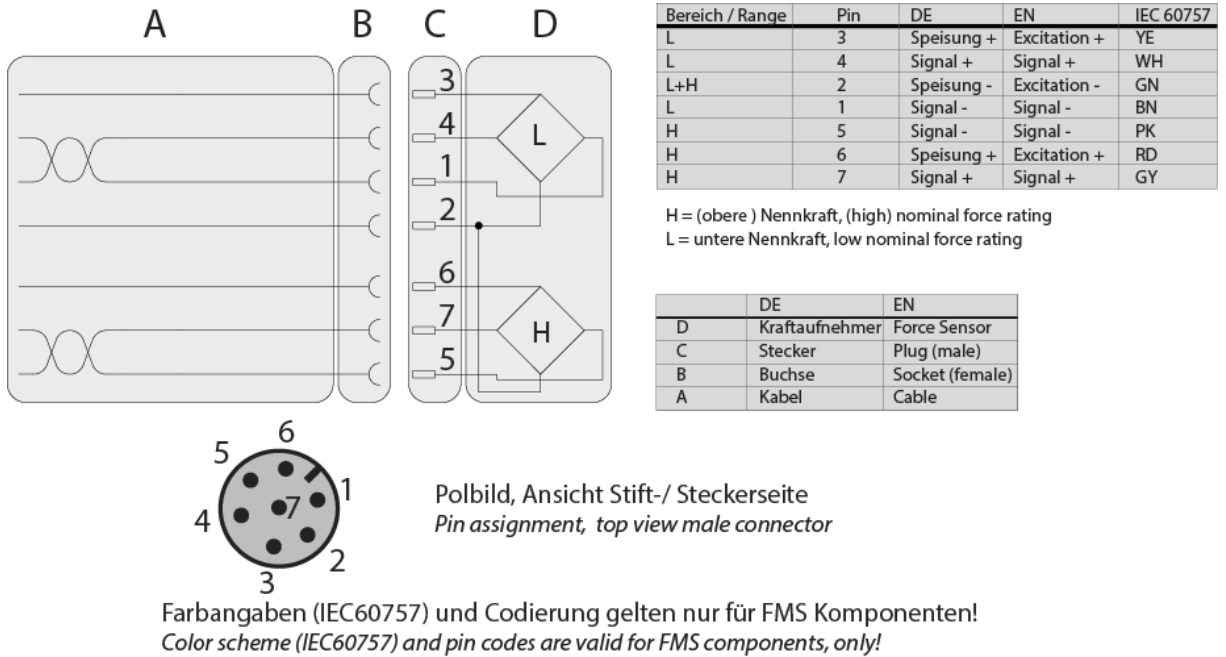 A B C D
3
4
L
1
2
6
7
H
5
Bereich / Range Pin DE EN IEC 60757
L 3 Speisung + Excitation + YE
L 4 Signal + Signal + WH
L+H 2 Speisung - Excitation - GN
L 1 Signal - Signal - BN
H 5 Signal - Signal - PK
H 6 Speisung + Excitation + RD
H 7 Signal + Signal + GY
H = (obere ) Nennkraft, (high) nominal force rating
L = untere Nennkraft, low nominal force rating
DE EN
D Kraftaufnehmer Force Sensor
C Stecker Plug (male)
B Buchse Socket (female)
A Kabel Cable
6
5
1
7
4
2
3
Polbild, Ansicht Stift-/ Steckerseite
Pin assignment, top view male connector
Farbangaben (IEC60757) und Codierung gelten nur für FMS Komponenten!
Color scheme (IEC60757) and pin codes are valid for FMS components, only!